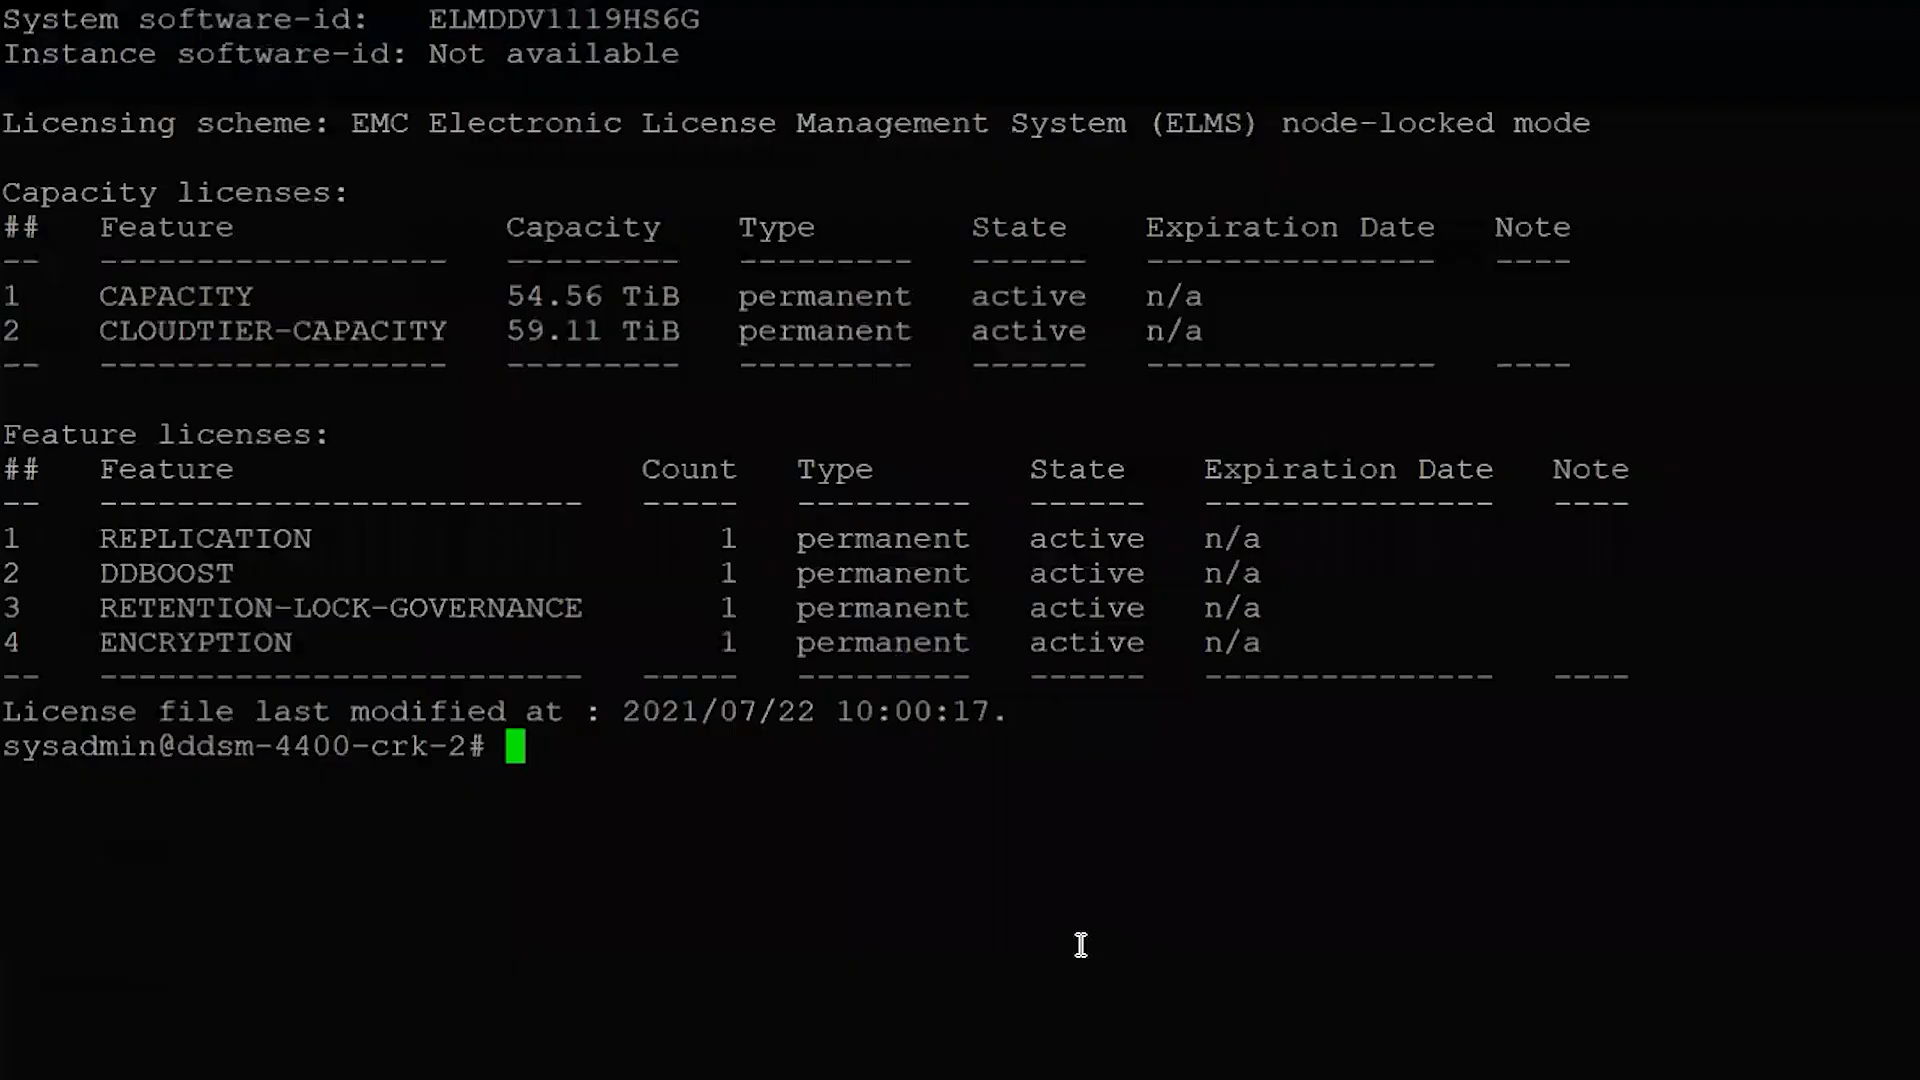 System software-id:   ELMDDV1119HS6G
Instance software-id: Not available
Licensing scheme: EMC Electronic License Management System (ELMS) node-locked mode
Capacity licenses:
##   Feature              Capacity    Type        State    Expiration Date   Note
--   ------------------   ---------   ---------   ------   ---------------   ----
1    CAPACITY             54.56 TiB   permanent   active   n/a
2    CLOUDTIER-CAPACITY   59.11 TiB   permanent   active   n/a
--   ------------------   ---------   ---------   ------   ---------------   ----
Feature licenses:
##   Feature                     Count   Type        State    Expiration Date   Note
--   -------------------------   -----   ---------   ------   ---------------   ----
1    REPLICATION                     1   permanent   active   n/a
2    DDBOOST                         1   permanent   active   n/a
3    RETENTION-LOCK-GOVERNANCE       1   permanent   active   n/a
4    ENCRYPTION                      1   permanent   active   n/a
--   -------------------------   -----   ---------   ------   ---------------   ----
License file last modified at : 2021/07/22 10:00:17.
sysadmin@ddsm-4400-crk-2#